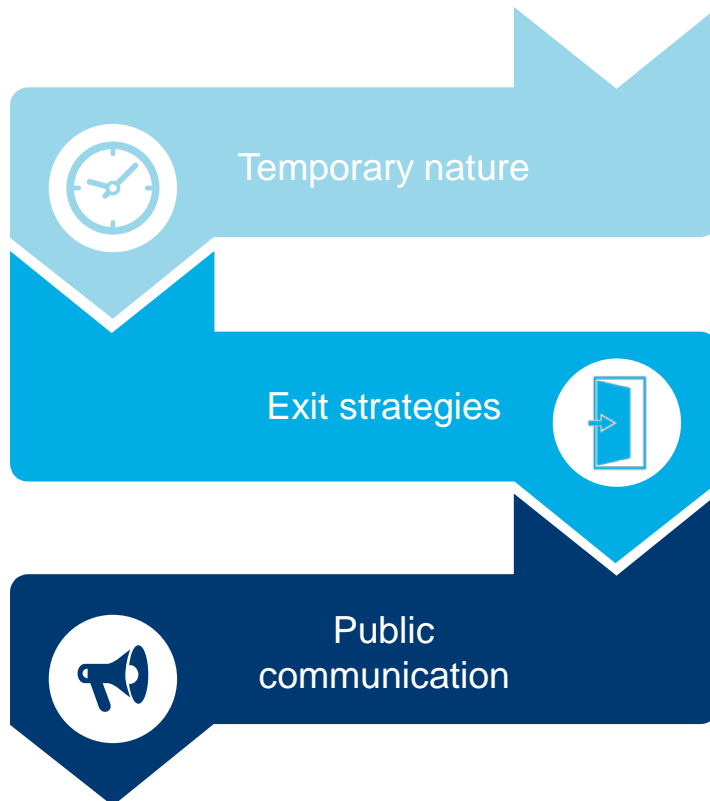 Temporary nature
Exit strategies
Public
communication